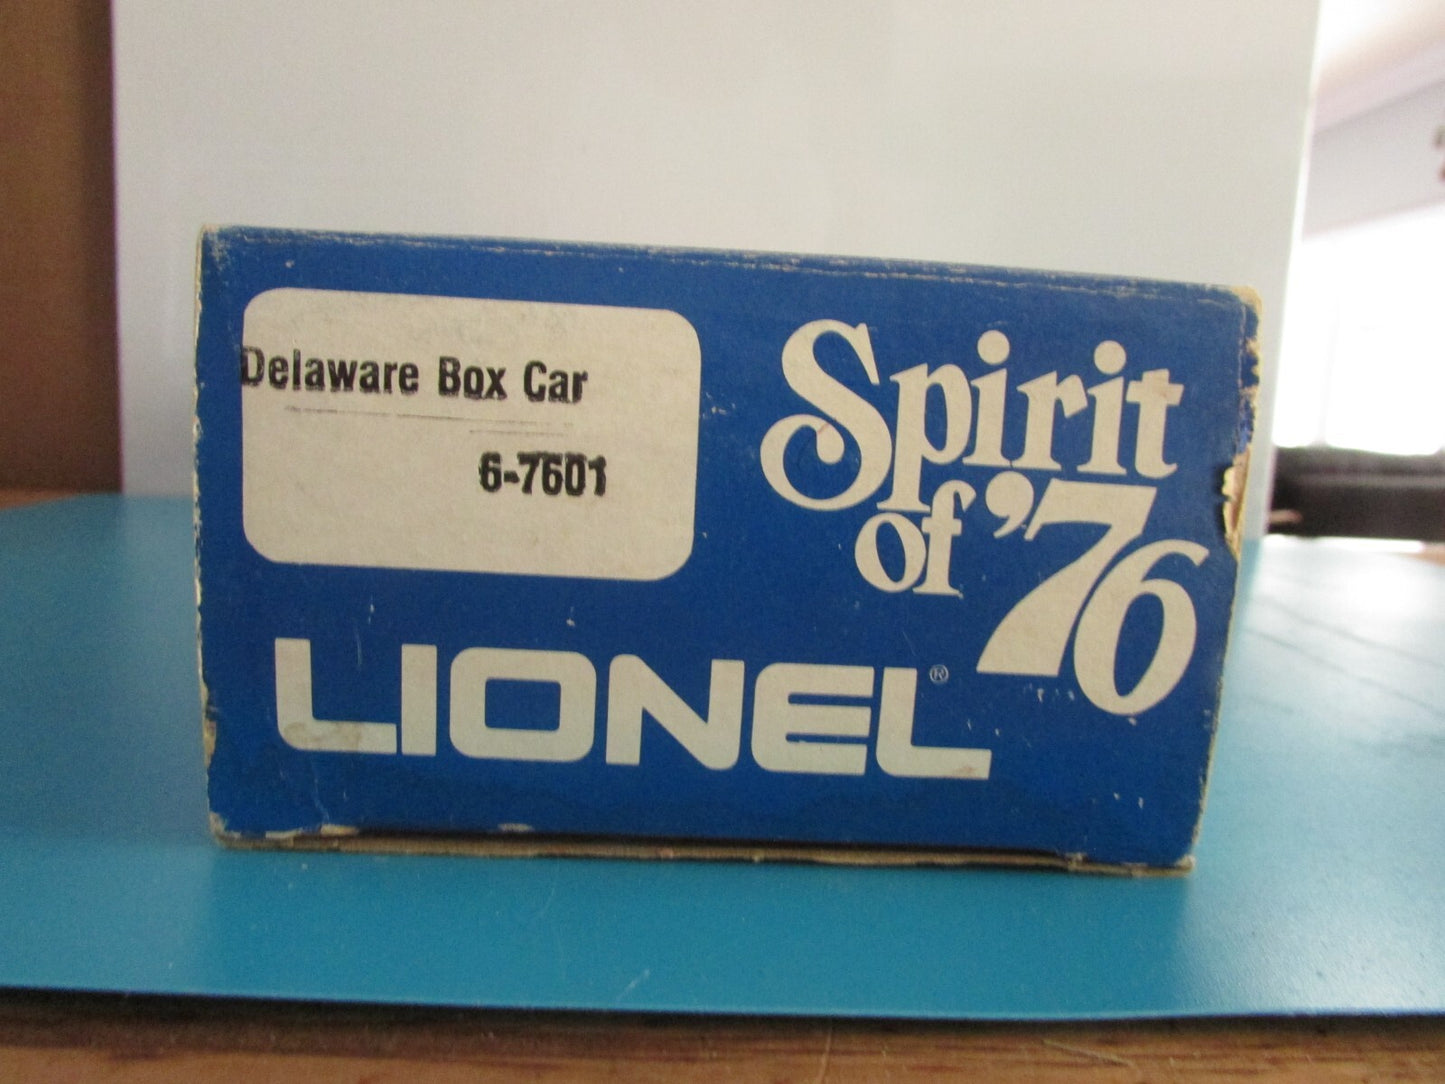 Delaware Box Car
6-7601
Spirit
of '76
LIONEL®